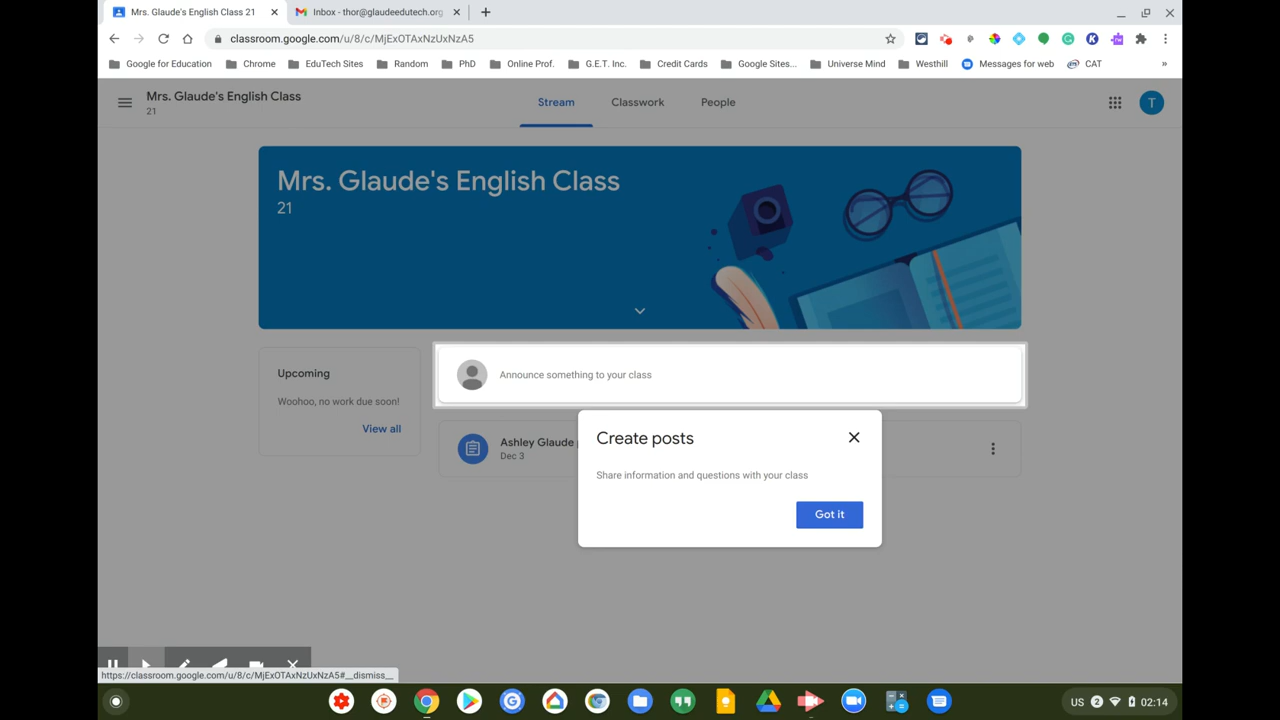 Mrs. Glaude's English Class 21
Inbox - thor@glaudeedutech.org
classroom.google.com/u/8/c/MjExOTAxNzUxNzA5
Google for Education
Chrome
EduTech Sites
Random
PhD
Online Prof.
G.E.T. Inc.
Credit Cards
Google Sites...
Universe Mind
Westhill
Messages for web
CAT
»
Mrs. Glaude's English Class
21
Stream
Classwork
People
T
Mrs. Glaude's English Class
21
Upcoming
Woohoo, no work due soon!
View all
Announce something to your class
Ashley Glaude
Dec 3
Create posts
Share information and questions with your class
Got it
https://classroom.google.com/u/8/c/MjExOTAxNzUxNzA5#__dismiss__
US 2 02:14